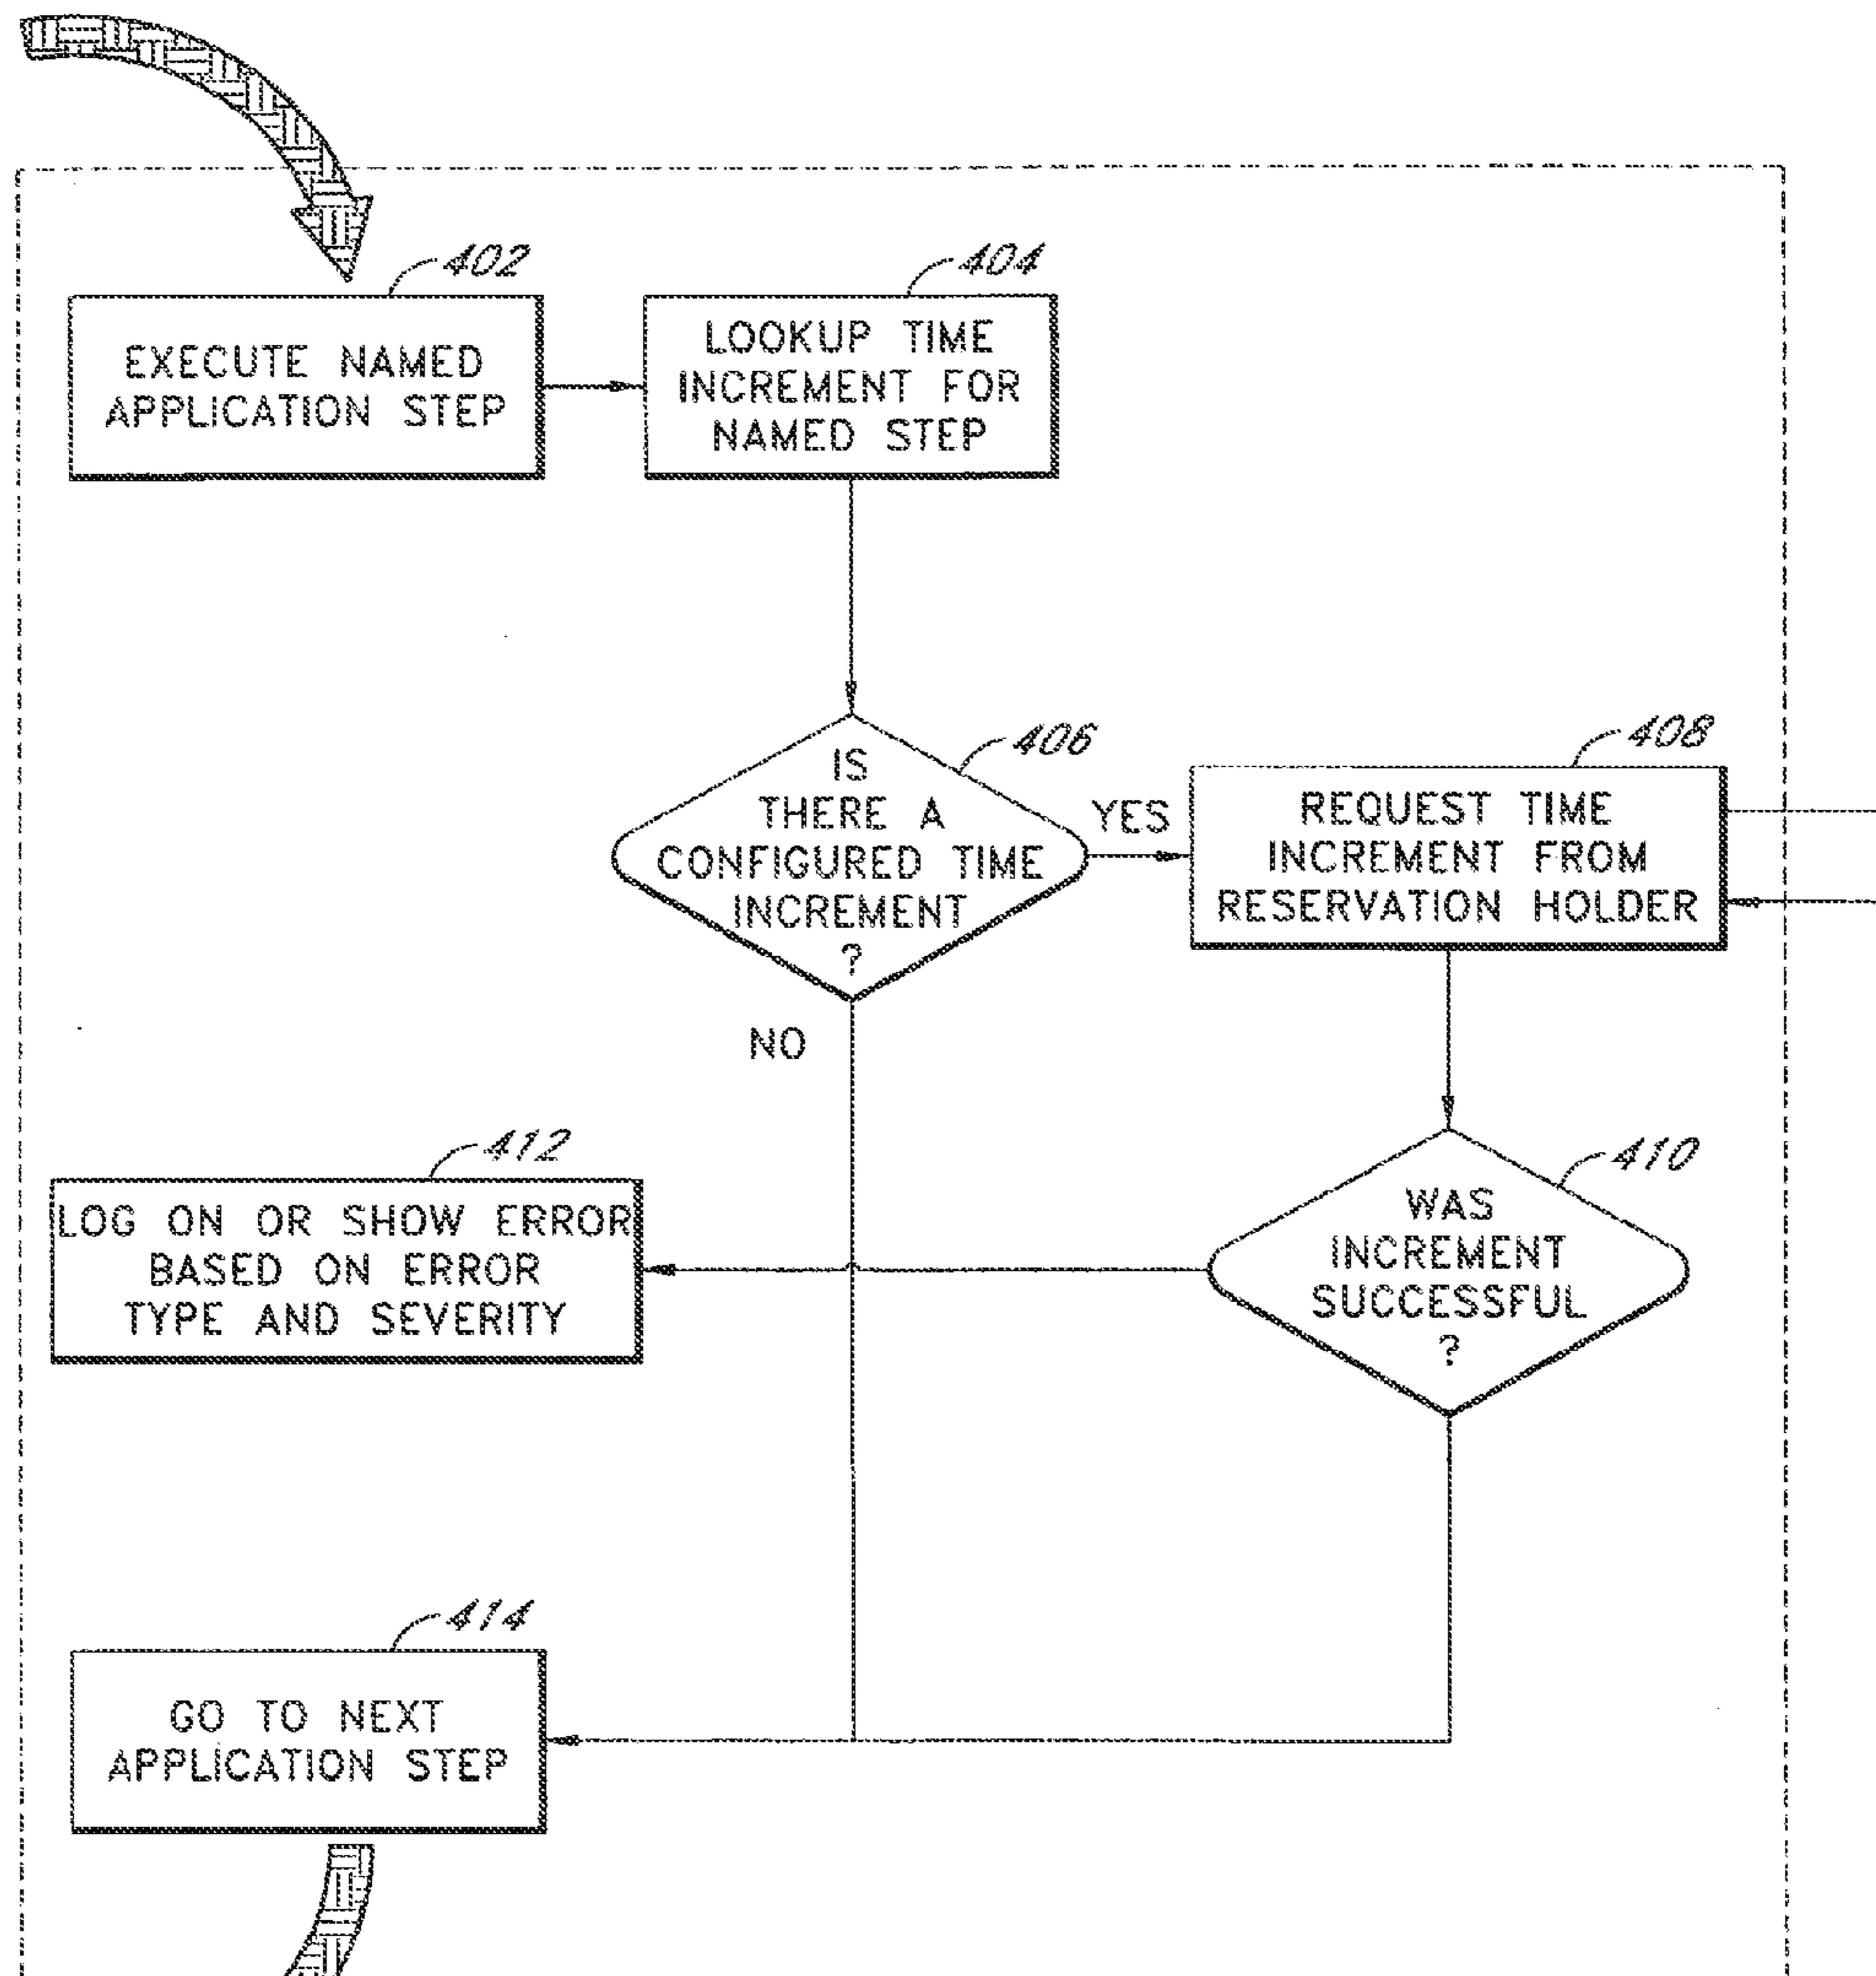 402
EXECUTE NAMED
APPLICATION STEP
404
LOOKUP TIME
INCREMENT FOR
NAMED STEP
406
IS
THERE A
CONFIGURED TIME
INCREMENT
?
YES
NO
408
REQUEST TIME
INCREMENT FROM
RESERVATION HOLDER
410
WAS
INCREMENT
SUCCESSFUL
?
412
LOG ON OR SHOW ERROR
BASED ON ERROR
TYPE AND SEVERITY
414
GO TO NEXT
APPLICATION STEP